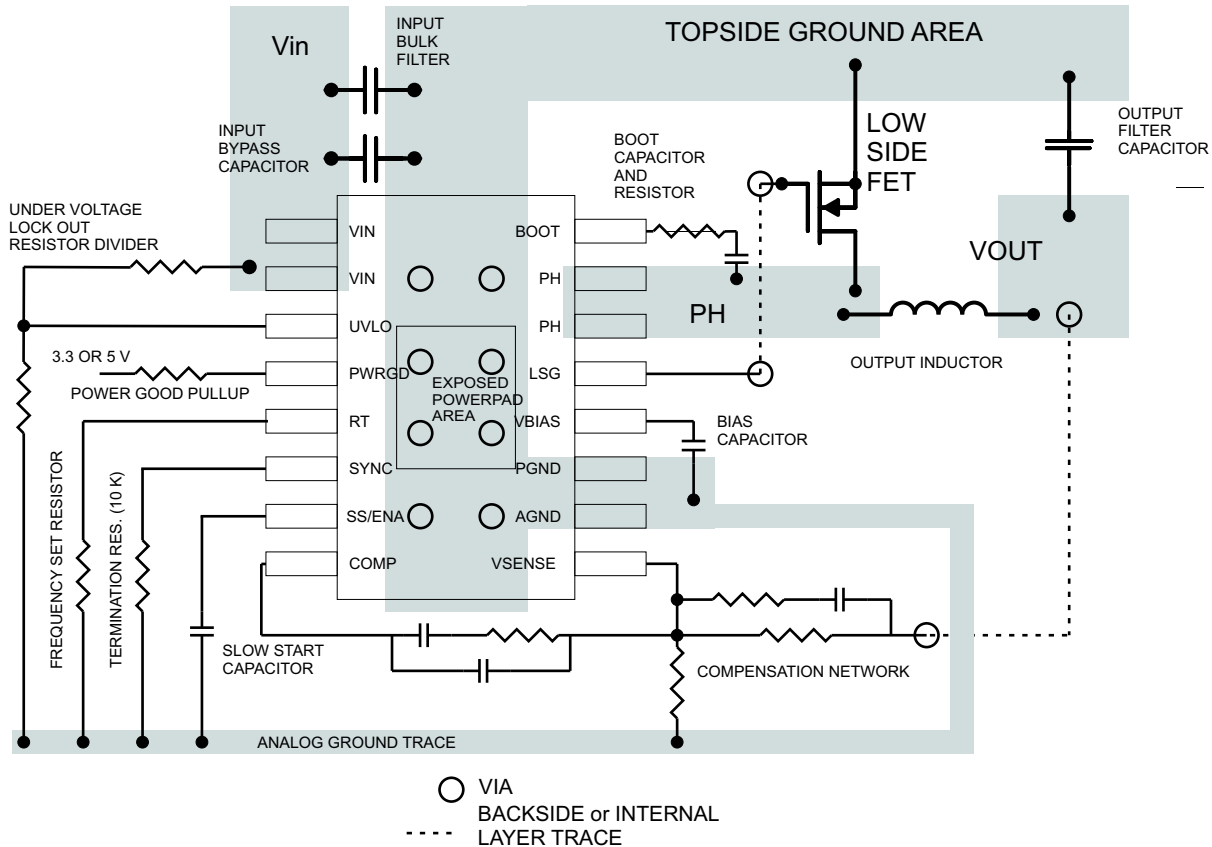 Vin
INPUT
BULK
FILTER
TOPSIDE GROUND AREA
INPUT
BYPASS
CAPACITOR
BOOT
CAPACITOR
AND
RESISTOR
LOW
SIDE
FET
OUTPUT
FILTER
CAPACITOR
UNDER VOLTAGE
LOCK OUT
RESISTOR DIVIDER
VIN
BOOT
VIN
PH
VOUT
UVLO
PH
PH
3.3 OR 5 V
PWRGD
LSG
OUTPUT INDUCTOR
POWER GOOD PULLUP
EXPOSED
POWERPAD
AREA
RT
VBIAS
BIAS
CAPACITOR
SYNC
PGND
SS/ENA
AGND
COMP
VSENSE
FREQUENCY SET RESISTOR
TERMINATION RES. (10 K)
SLOW START
CAPACITOR
COMPENSATION NETWORK
ANALOG GROUND TRACE
VIA
BACKSIDE or INTERNAL
LAYER TRACE